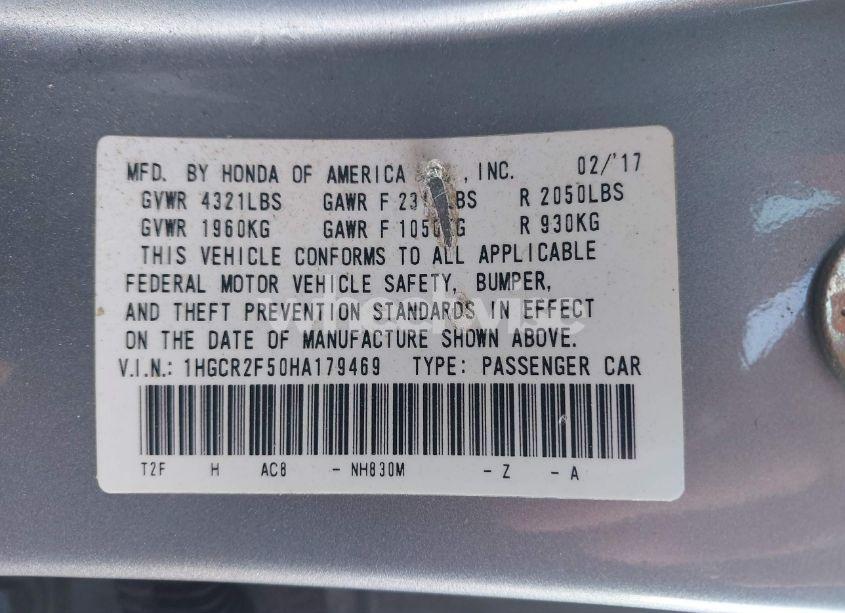 MFD. BY HONDA OF AMERICA , INC. 02/'17
GVWR 4321LBS GAWR F LBS R 2050LBS
GVWR 1960KG GAWR F 1050KG R 930KG
THIS VEHICLE CONFORMS TO ALL APPLICABLE
FEDERAL MOTOR VEHICLE SAFETY, BUMPER,
AND THEFT PREVENTION STANDARDS IN EFFECT
ON THE DATE OF MANUFACTURE SHOWN ABOVE.
V.I.N.: 1HGCR2F50HA179469 TYPE: PASSENGER CAR
T2F H AC8 - NH830M - Z - A